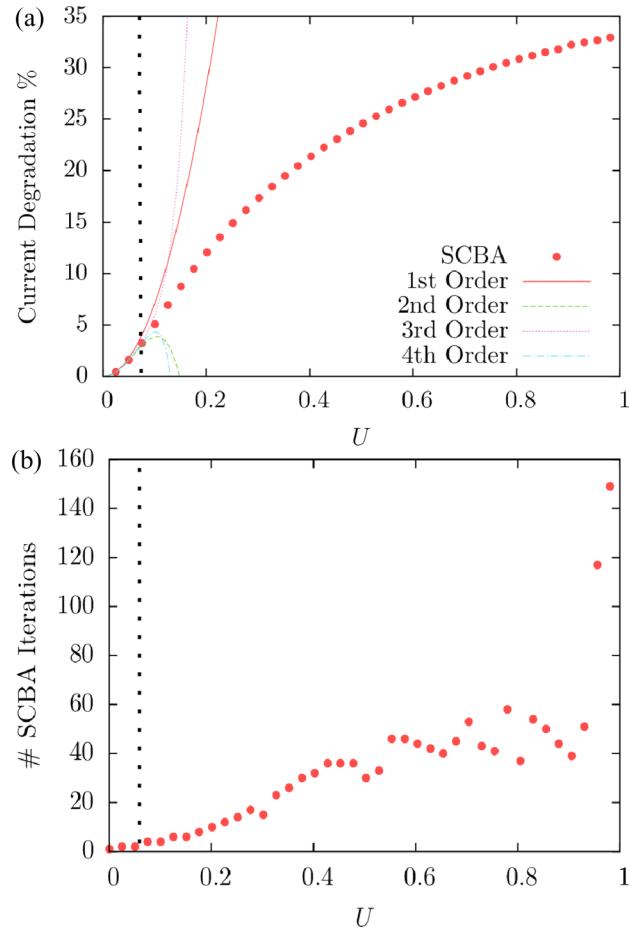 (a)
Current Degradation %
35
30
25
20
15
10
5
0
SCBA
1st Order
2nd Order
3rd Order
4th Order
0 0.2 0.4 0.6 0.8 1
U
(b)
# SCBA Iterations
160
140
120
100
80
60
40
20
0
0 0.2 0.4 0.6 0.8 1
U